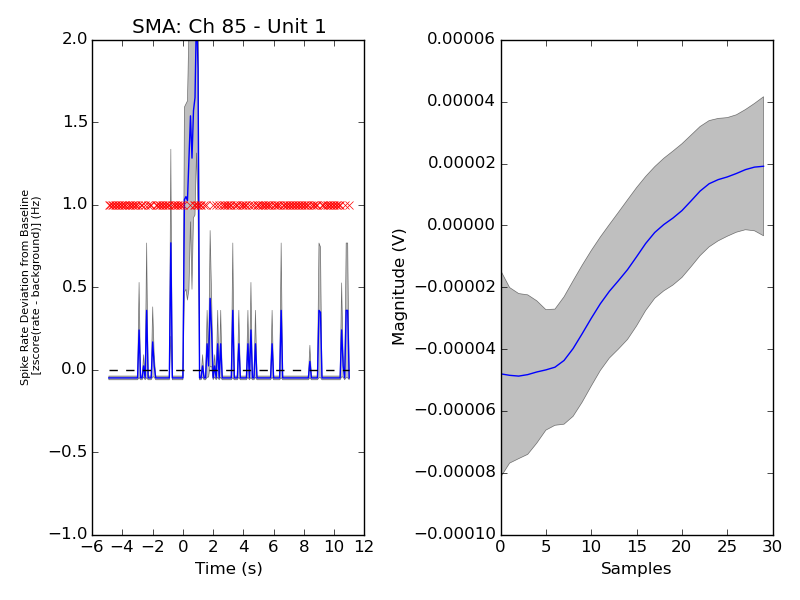 SMA: Ch 85 - Unit 1
2.0
1.5
1.0
0.5
0.0
−0.5
−1.0
−6 −4 −2 0 2 4 6 8 10 12
Time (s)
Spike Rate Deviation from Baseline
[zscore(rate - background)] (Hz)
0.00006
0.00004
0.00002
0.00000
−0.00002
−0.00004
−0.00006
−0.00008
−0.00010
0 5 10 15 20 25 30
Samples
Magnitude (V)